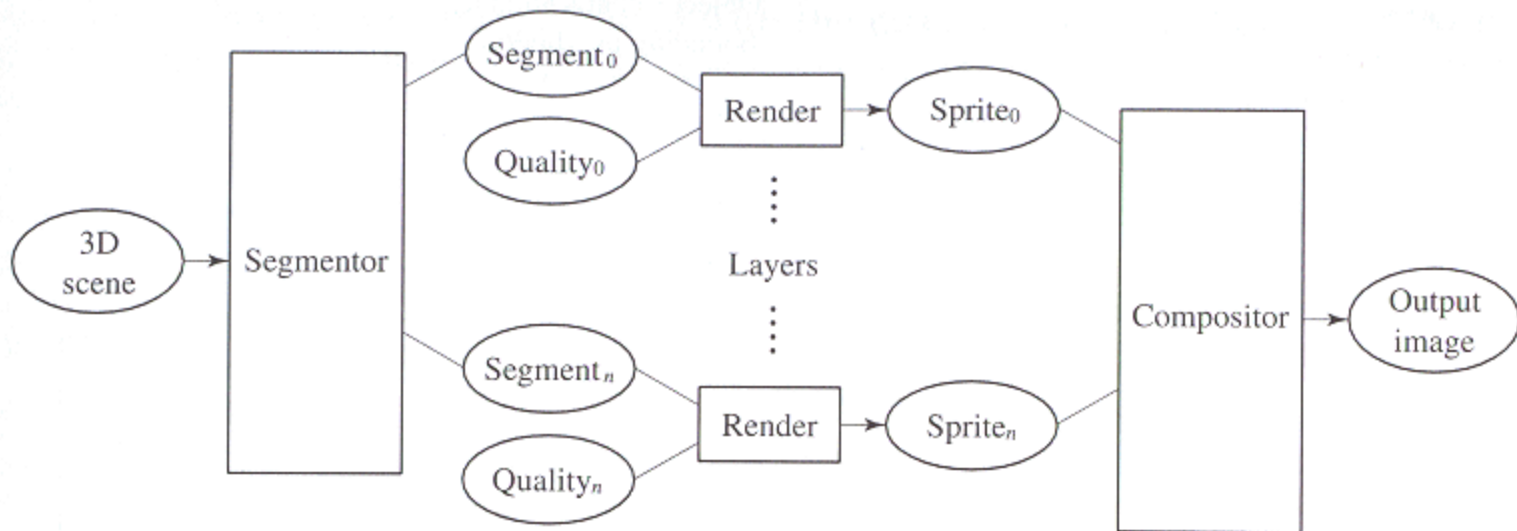 3D
scene
Segmentor
Segment₀
Quality₀
Render
Sprite₀
Layers
Segmentₙ
Qualityₙ
Render
Spriteₙ
Compositor
Output
image